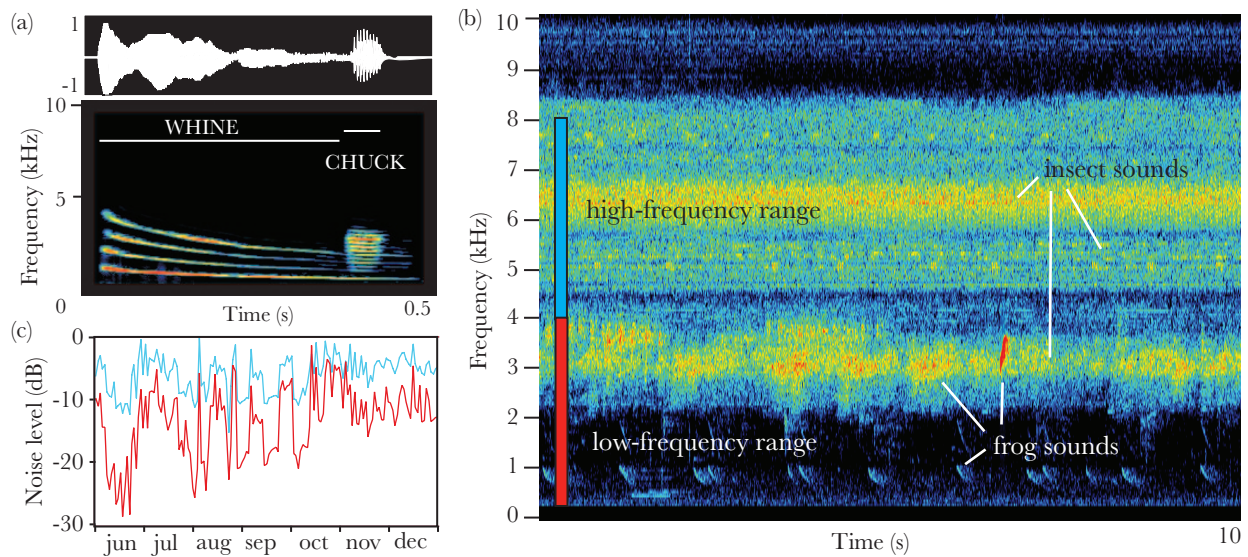 (a)
1
-1
10
5
0
Frequency (kHz)
WHINE
CHUCK
Time (s)
0.5
(b)
10
9
8
7
6
5
4
3
2
1
0
Frequency (kHz)
insect sounds
high-frequency range
low-frequency range
frog sounds
Time (s)
10
(c)
0
-10
-20
-30
Noise level (dB)
jun jul aug sep oct nov dec